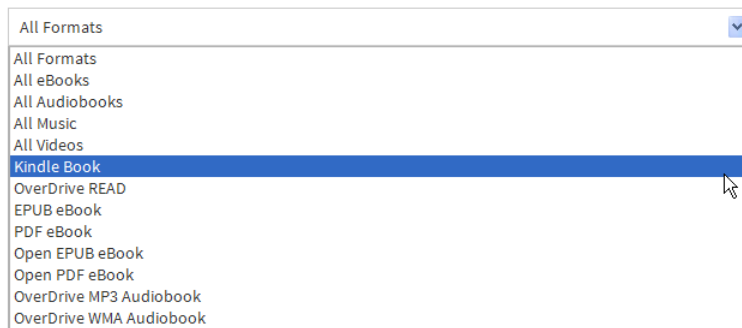 All Formats
All Formats
All eBooks
All Audiobooks
All Music
All Videos
Kindle Book
OverDrive READ
EPUB eBook
PDF eBook
Open EPUB eBook
Open PDF eBook
OverDrive MP3 Audiobook
OverDrive WMA Audiobook